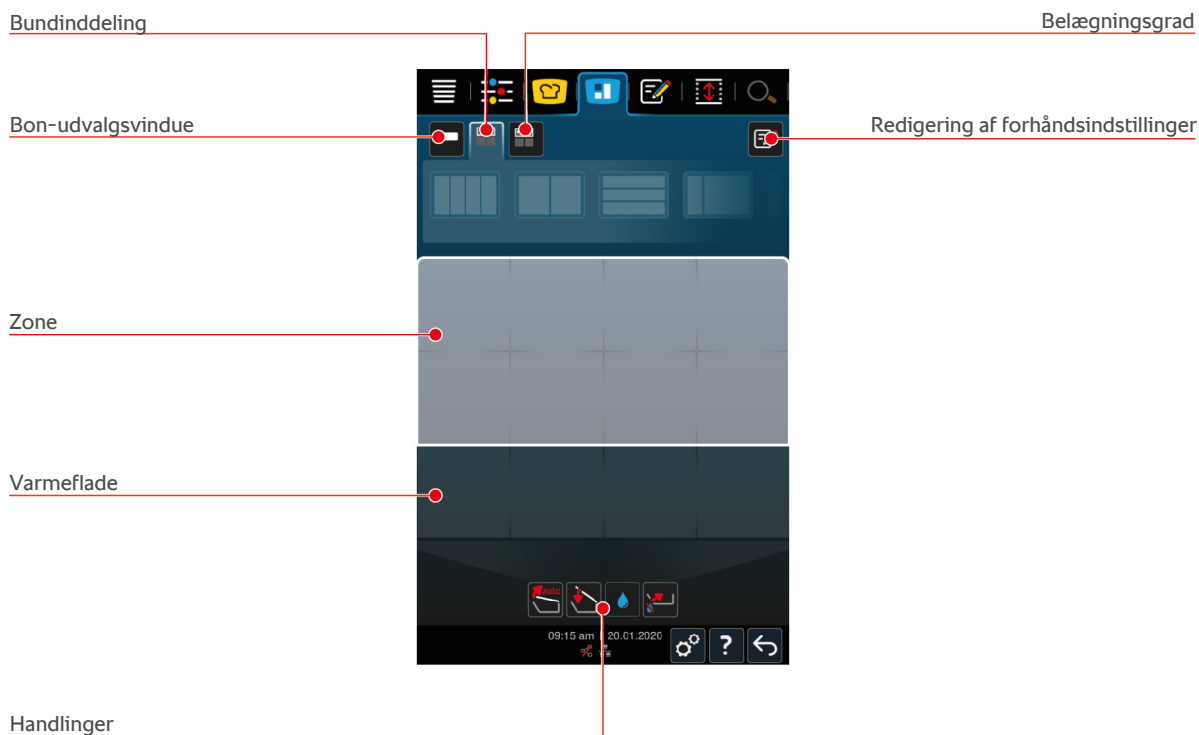 Bundinddeling
Belægningsgrad
Bon-udvalgsvindue
Redigering af forhåndsindstillinger
Zone
Varmeflade
auto
09:15 am | 20.01.2020
?
Handlinger